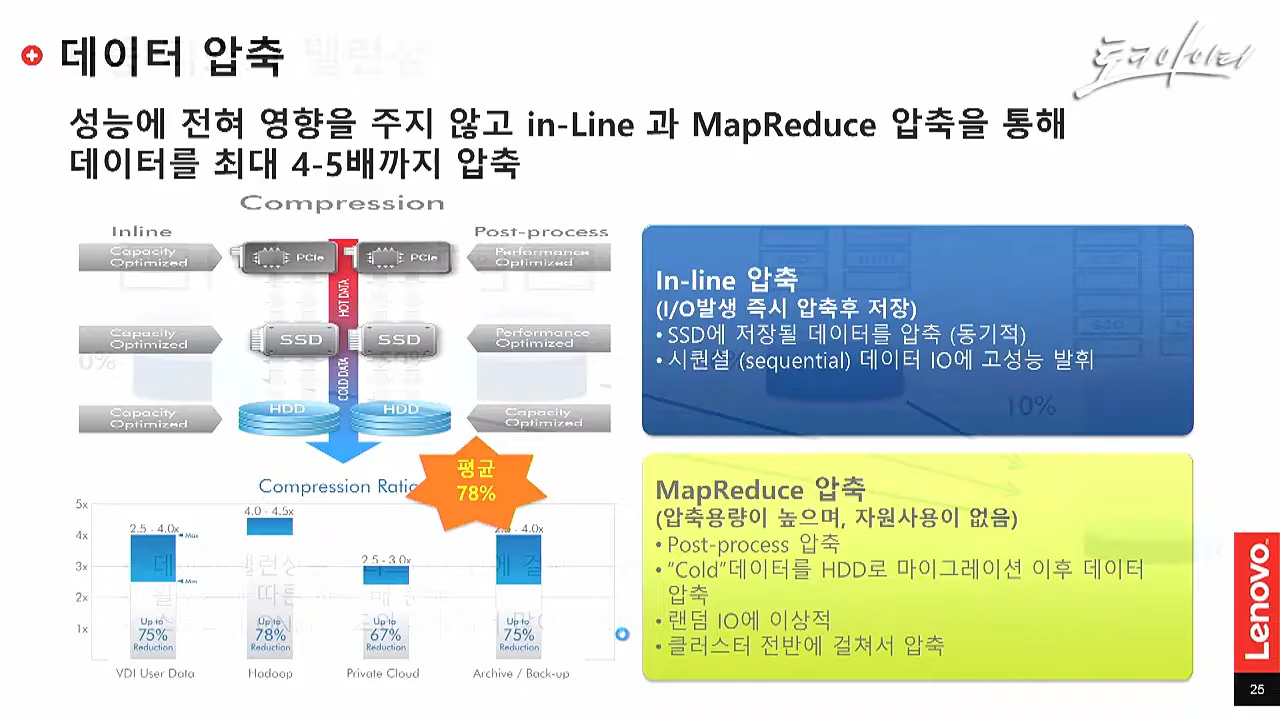 데이터 압축
토크아이티
성능에 전혀 영향을 주지 않고 in-Line 과 MapReduce 압축을 통해
데이터를 최대 4-5배까지 압축
Compression
Inline
Post-process
Capacity
Optimized
PCIe
PCIe
Performance
Optimized
HOT DATA
Capacity
Optimized
SSD
SSD
Performance
Optimized
COLD DATA
Capacity
Optimized
HDD
HDD
Capacity
Optimized
In-line 압축
(I/O발생 즉시 압축후 저장)
• SSD에 저장될 데이터를 압축 (동기적)
• 시퀀셜 (sequential) 데이터 IO에 고성능 발휘
10%
평균
78%
Compression Ratio
5x
4x
3x
2x
1x
2.5 - 4.0x
Max
Min
Up to
75%
Reduction
VDI User Data
4.0 - 4.5x
Up to
78%
Reduction
Hadoop
2.5 - 3.0x
Up to
67%
Reduction
Private Cloud
2.5 - 4.0x
Up to
75%
Reduction
Archive / Back-up
MapReduce 압축
(압축용량이 높으며, 자원사용이 없음)
• Post-process 압축
• "Cold"데이터를 HDD로 마이그레이션 이후 데이터
압축
• 랜덤 IO에 이상적
• 클러스터 전반에 걸쳐서 압축
Lenovo
25